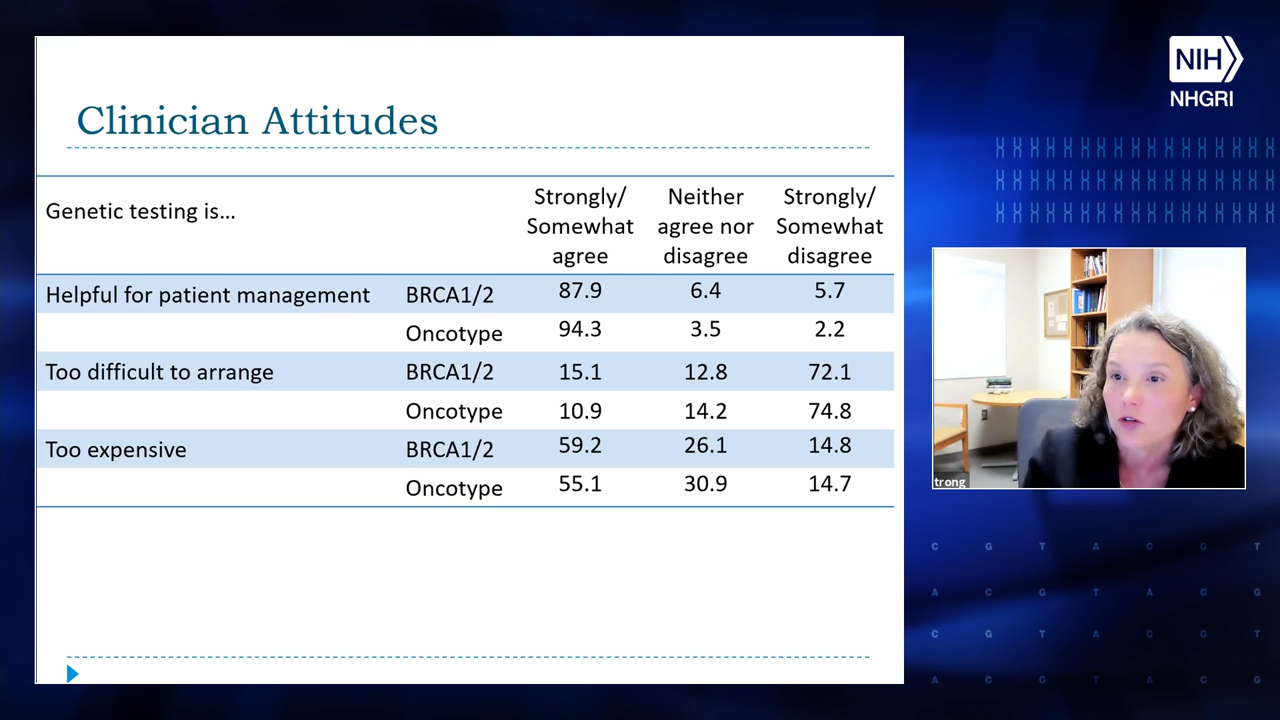 NIH
NHGRI
Clinician Attitudes
Genetic testing is...
Strongly/
Somewhat
agree
Neither
agree nor
disagree
Strongly/
Somewhat
disagree
Helpful for patient management BRCA1/2 87.9 6.4 5.7
Oncotype 94.3 3.5 2.2
Too difficult to arrange BRCA1/2 15.1 12.8 72.1
Oncotype 10.9 14.2 74.8
Too expensive BRCA1/2 59.2 26.1 14.8
Oncotype 55.1 30.9 14.7
trong
C G T A C G T
A C G T A C G
C G T A C G T
A C G T A C G